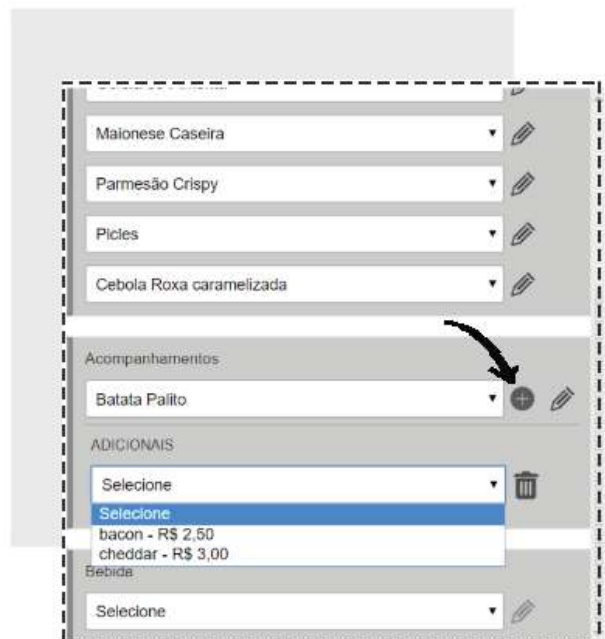 Maionese Caseira
Parmesão Crispy
Picles
Cebola Roxa caramelizada
Acompanhamentos
Batata Palito
ADICIONAIS
Selecione
Selecione
bacon - R$ 2,50
cheddar - R$ 3,00
Bebida
Selecione